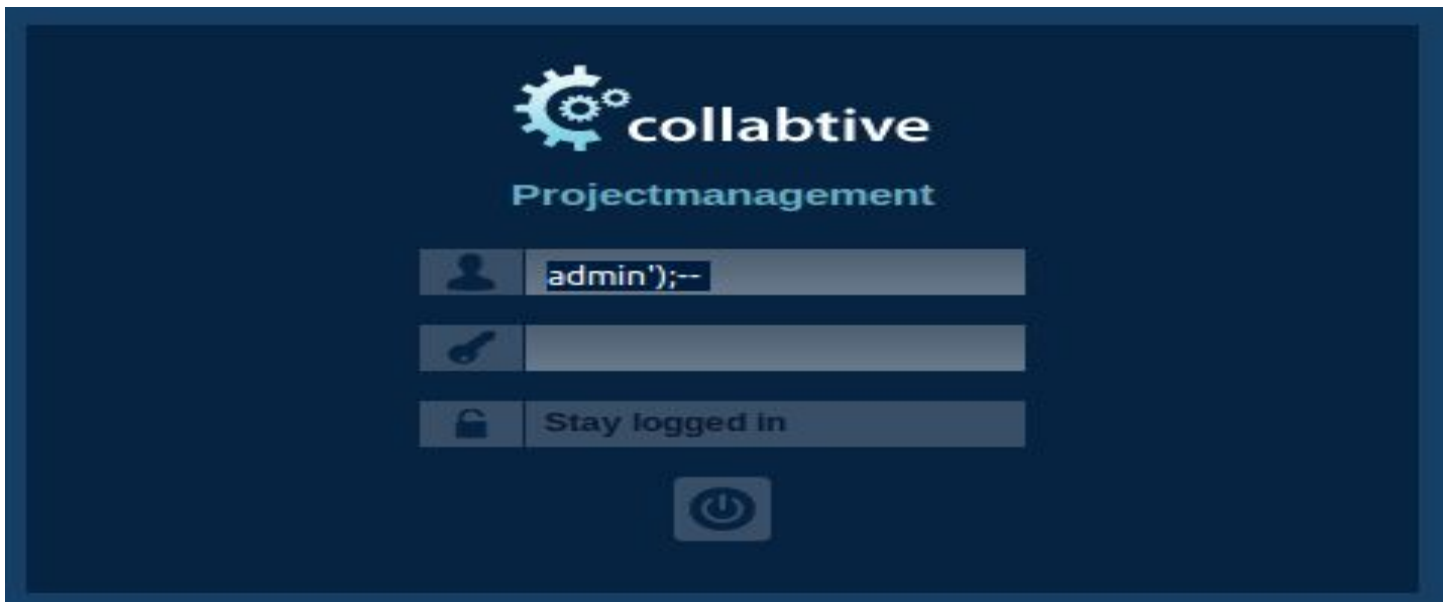 collabtive
Projectmanagement
admin');--
Stay logged in